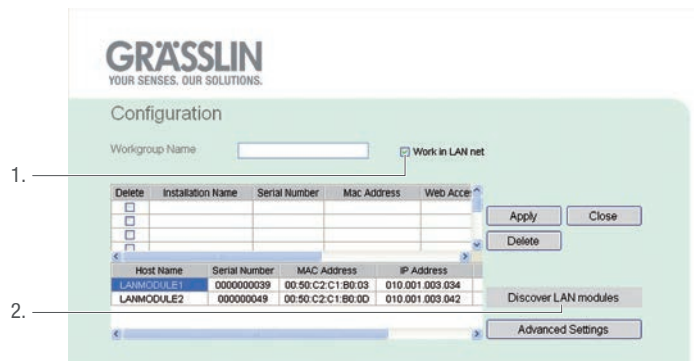 GRÄSSLIN
YOUR SENSES. OUR SOLUTIONS.
Configuration
Workgroup Name
Work in LAN net
1.
Delete Installation Name Serial Number Mac Address Web Acce
Apply Close
Delete
Host Name Serial Number MAC Address IP Address
LANMODULE1 0000000039 00:50:C2:C1:B0:03 010.001.003.034
LANMODULE2 000000049 00:50:C2:C1:B0:0D 010.001.003.042
Discover LAN modules
2.
Advanced Settings